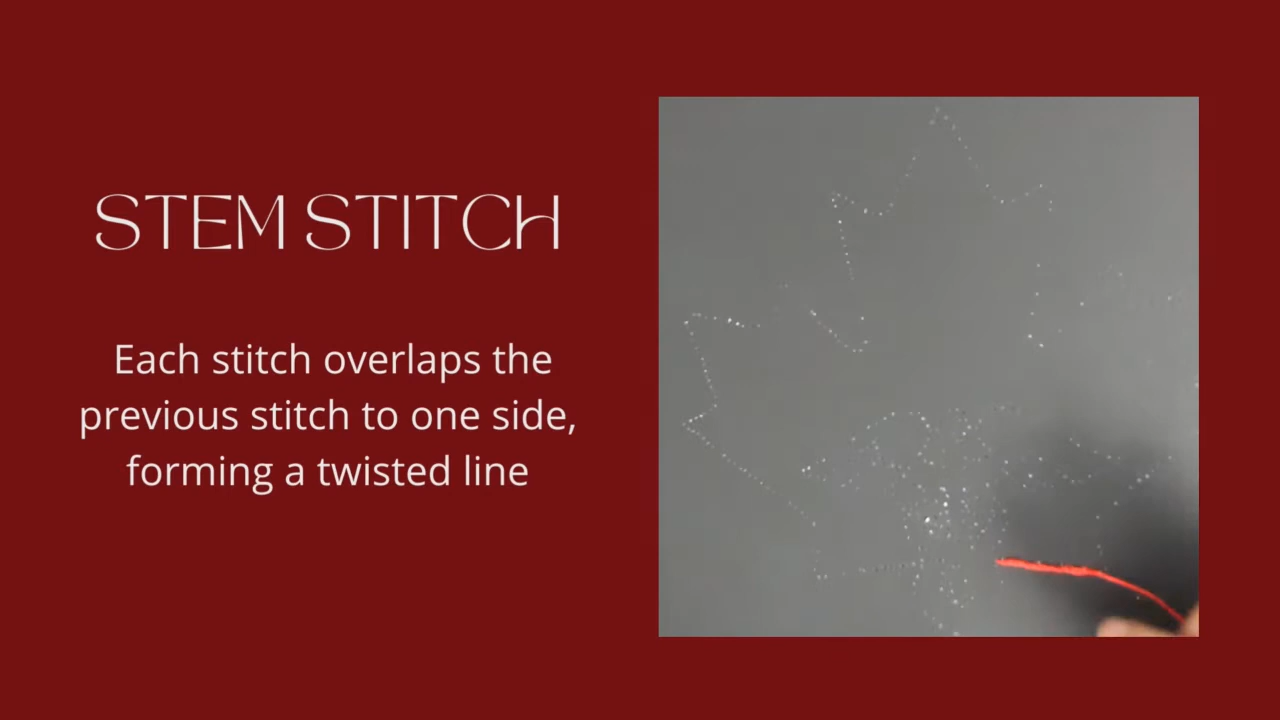 STEM STITCH
Each stitch overlaps the
previous stitch to one side,
forming a twisted line